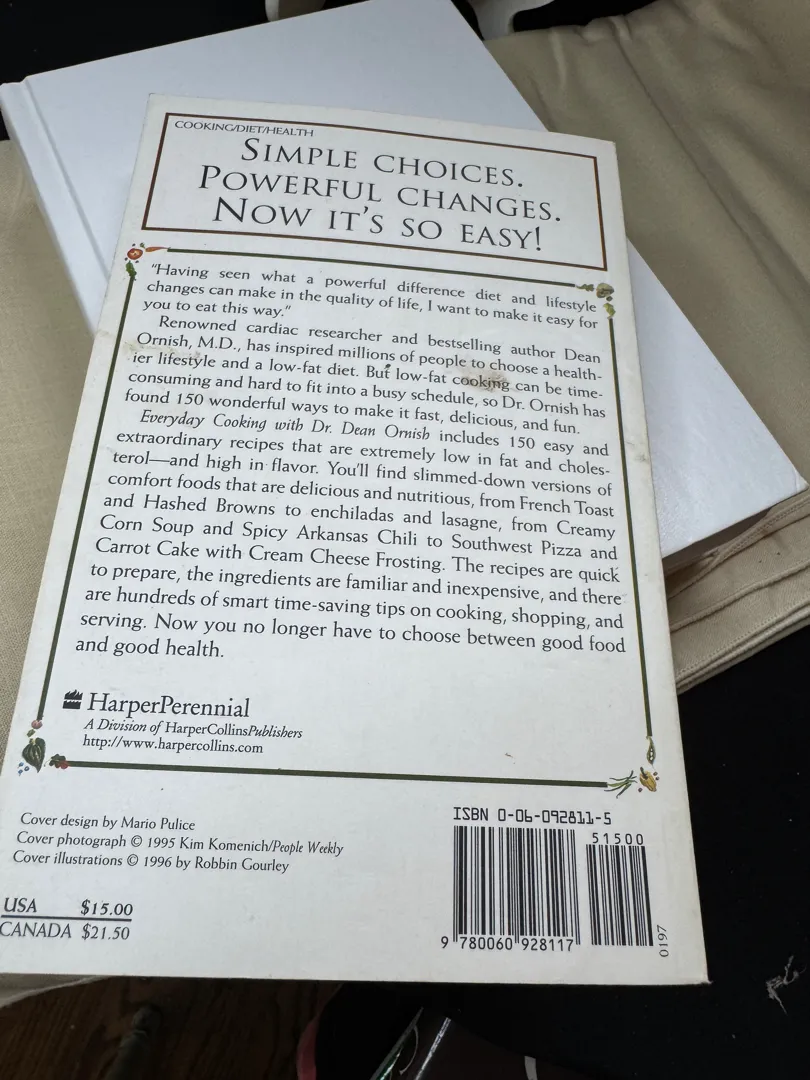 COOKING/DIET/HEALTH
SIMPLE CHOICES.
POWERFUL CHANGES.
NOW IT'S SO EASY!
"Having seen what a powerful difference diet and lifestyle
changes can make in the quality of life, I want to make it easy for
you to eat this way."
Renowned cardiac researcher and bestselling author Dean
Ornish, M.D., has inspired millions of people to choose a health-
ier lifestyle and a low-fat diet. But low-fat cooking can be time-
consuming and hard to fit into a busy schedule, so Dr. Ornish has
found 150 wonderful ways to make it fast, delicious, and fun.
Everyday Cooking with Dr. Dean Ornish includes 150 easy and
extraordinary recipes that are extremely low in fat and choles-
terol—and high in flavor. You'll find slimmed-down versions of
comfort foods that are delicious and nutritious, from French Toast
and Hashed Browns to enchiladas and lasagne, from Creamy
Corn Soup and Spicy Arkansas Chili to Southwest Pizza and
Carrot Cake with Cream Cheese Frosting. The recipes are quick
to prepare, the ingredients are familiar and inexpensive, and there
are hundreds of smart time-saving tips on cooking, shopping, and
serving. Now you no longer have to choose between good food
and good health.
HarperPerennial
A Division of HarperCollinsPublishers
http://www.harpercollins.com
Cover design by Mario Pulice
Cover photograph © 1995 Kim Komenich/People Weekly
Cover illustrations © 1996 by Robbin Gourley
USA $15.00
CANADA $21.50
ISBN 0-06-092811-5
51500
9 780060 928117
0197